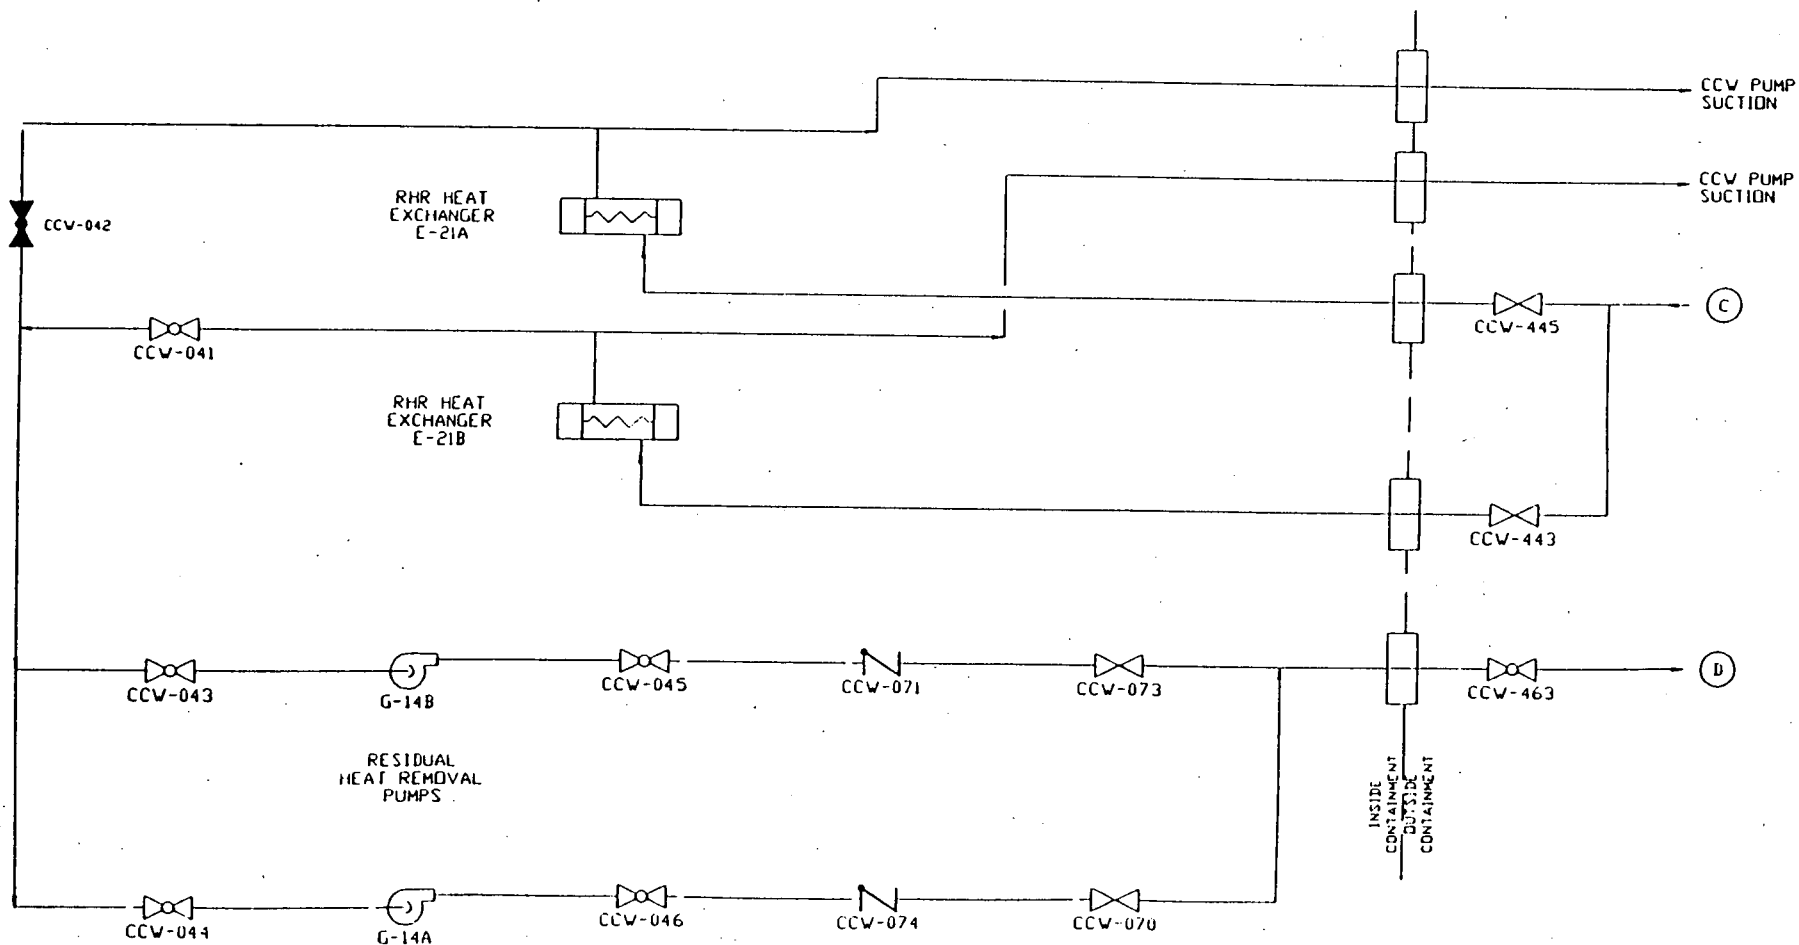 CCW PUMP
SUCTION
CCW PUMP
SUCTION
RHR HEAT
EXCHANGER
E-21A
CCW-042
C
CCW-445
CCW-041
RHR HEAT
EXCHANGER
E-21B
CCW-443
CCW-043
G-14B
CCW-045
CCW-071
CCW-073
CCW-463
D
RESIDUAL
HEAT REMOVAL
PUMPS
INSIDE
CONTAINMENT
OUTSIDE
CONTAINMENT
CCW-044
G-14A
CCW-046
CCW-074
CCW-070